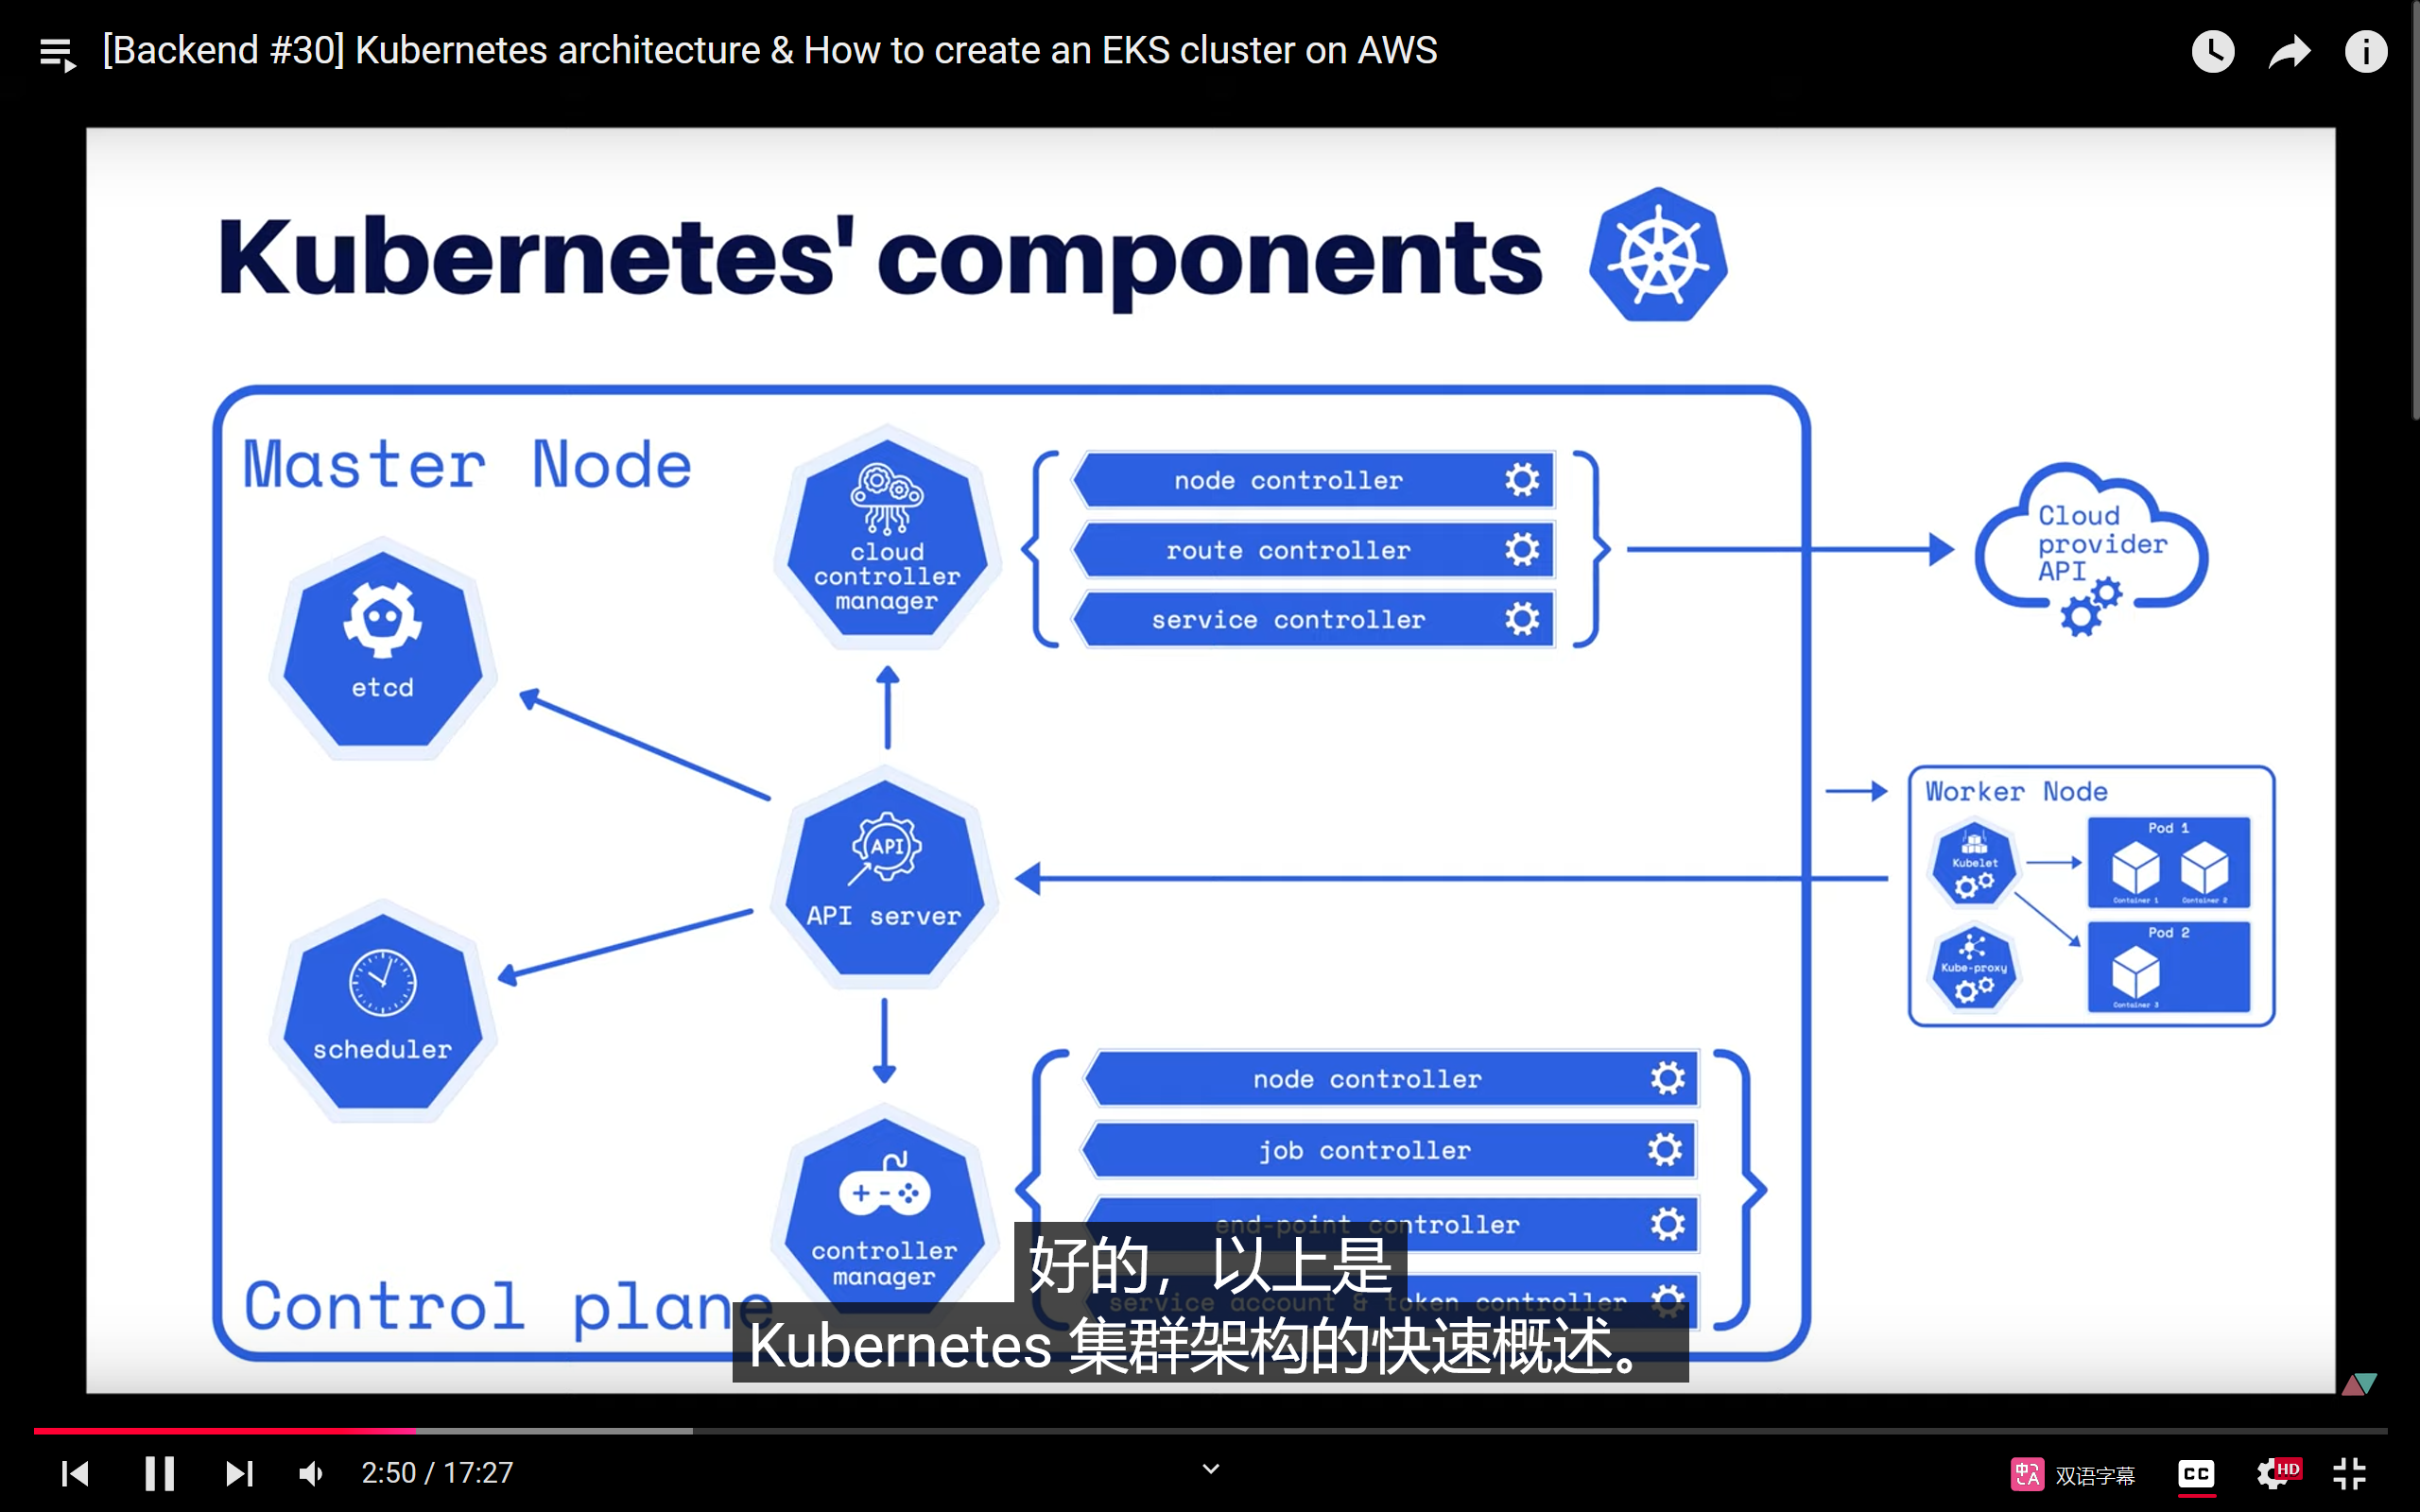 [Backend #30] Kubernetes architecture & How to create an EKS cluster on AWS
Kubernetes' components
Master Node
cloud
controller
manager
node controller
route controller
service controller
Cloud
provider
API
etcd
API
API server
Worker Node
Kubelet
Pod 1
Container 1
Container 2
Kube-proxy
Pod 2
Container 3
scheduler
controller
manager
node controller
job controller
end-point controller
service account & token controller
Control plane
好的，以上是
Kubernetes 集群架构的快速概述。
2:50 / 17:27
中A
双语字幕
CC
HD